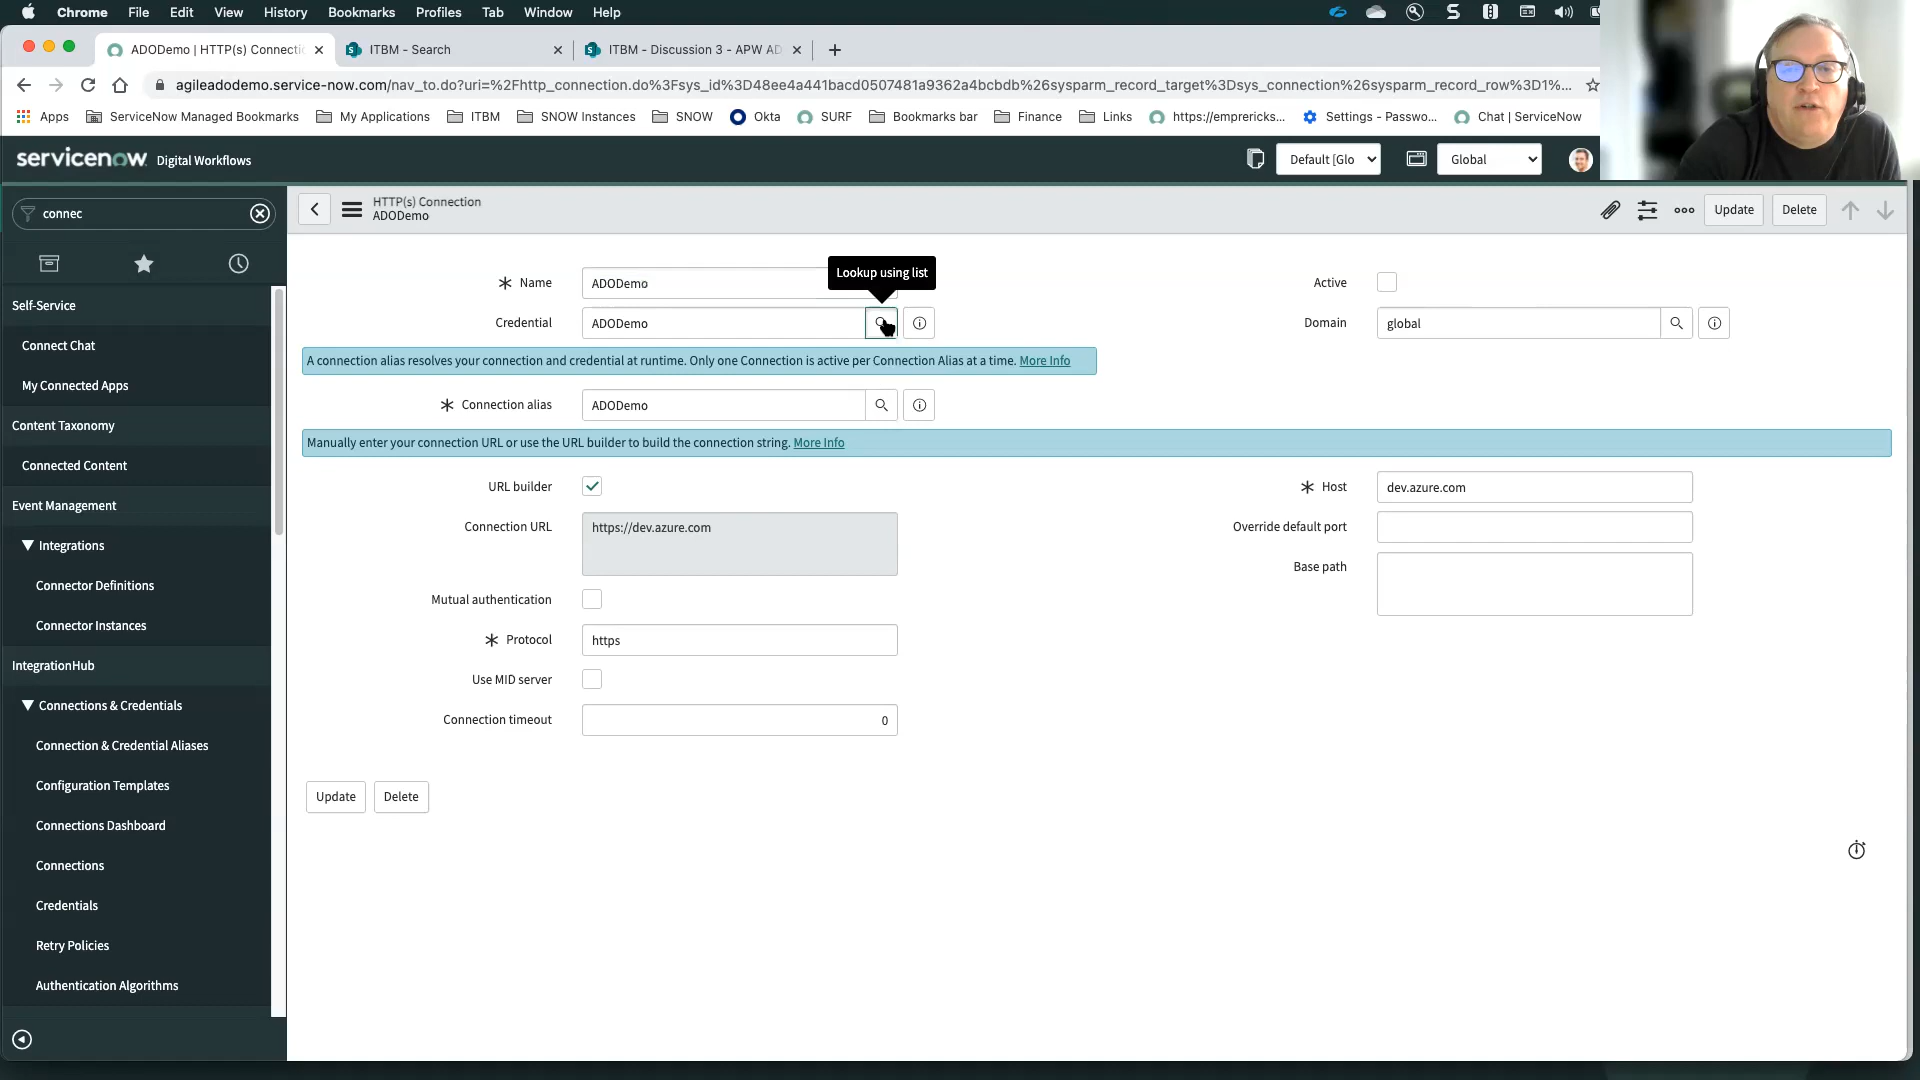 Chrome File Edit View History Bookmarks Profiles Tab Window Help
ADODemo | HTTP(s) Connectic
ITBM - Search
ITBM - Discussion 3 - APW AD
agileadodemo.service-now.com/nav_to.do?uri=%2Fhttp_connection.do%3Fsys_id%3D48ee4a441bacd0507481a9362a4bcbdb%26sysparm_record_target%3Dsys_connection%26sysparm_record_row%3D1%...
Apps ServiceNow Managed Bookmarks My Applications ITBM SNOW Instances SNOW Okta SURF Bookmarks bar Finance Links https://emprericks... Settings - Passwo... Chat | ServiceNow
servicenow Digital Workflows
Default [Glo
Global
connec
Self-Service
Connect Chat
My Connected Apps
Content Taxonomy
Connected Content
Event Management
Integrations
Connector Definitions
Connector Instances
IntegrationHub
Connections & Credentials
Connection & Credential Aliases
Configuration Templates
Connections Dashboard
Connections
Credentials
Retry Policies
Authentication Algorithms
HTTP(s) Connection
ADODemo
Update Delete
Lookup using list
Name ADODemo
Active
Credential ADODemo
Domain global
A connection alias resolves your connection and credential at runtime. Only one Connection is active per Connection Alias at a time. More Info
Connection alias ADODemo
Manually enter your connection URL or use the URL builder to build the connection string. More Info
URL builder
Host dev.azure.com
Connection URL https://dev.azure.com
Override default port
Base path
Mutual authentication
Protocol https
Use MID server
Connection timeout 0
Update Delete